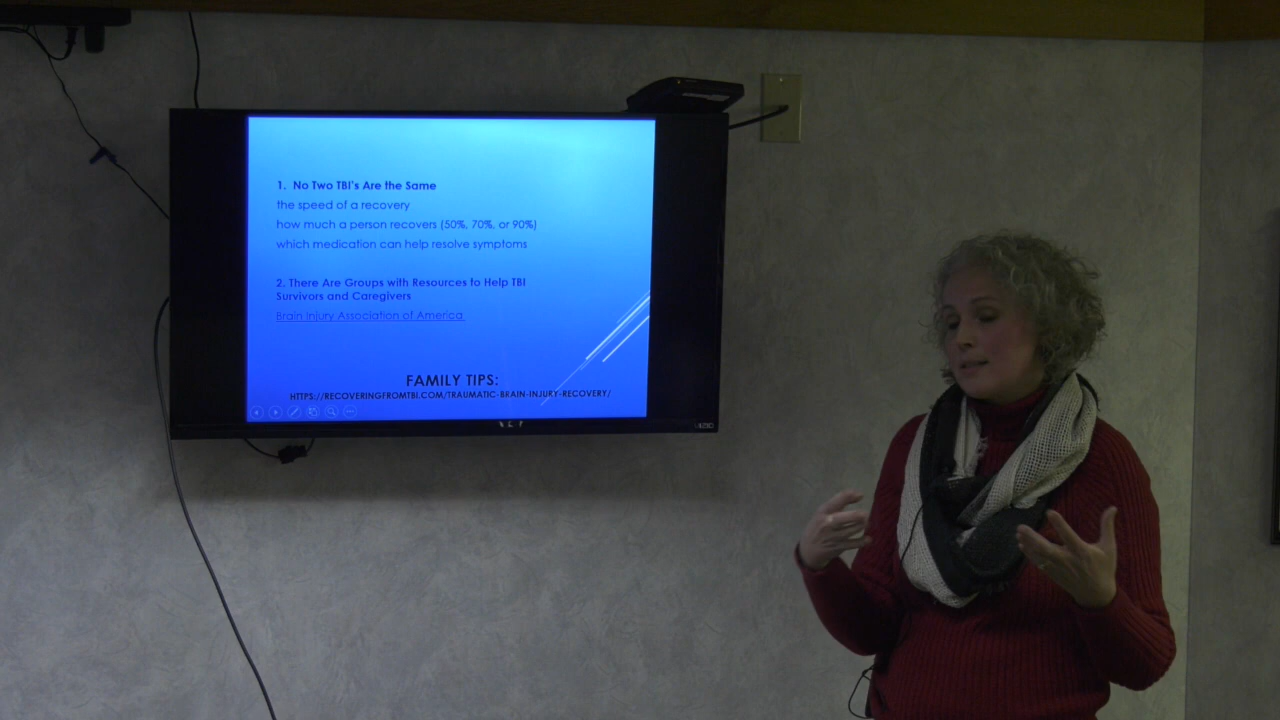 1. No Two TBI's Are the Same
the speed of a recovery
how much a person recovers (50%, 70%, or 90%)
which medication can help resolve symptoms
2. There Are Groups with Resources to Help TBI
Survivors and Caregivers
Brain Injury Association of America
FAMILY TIPS:
HTTPS://RECOVERINGFROMTBI.COM/TRAUMATIC-BRAIN-INJURY-RECOVERY/
VIZIO